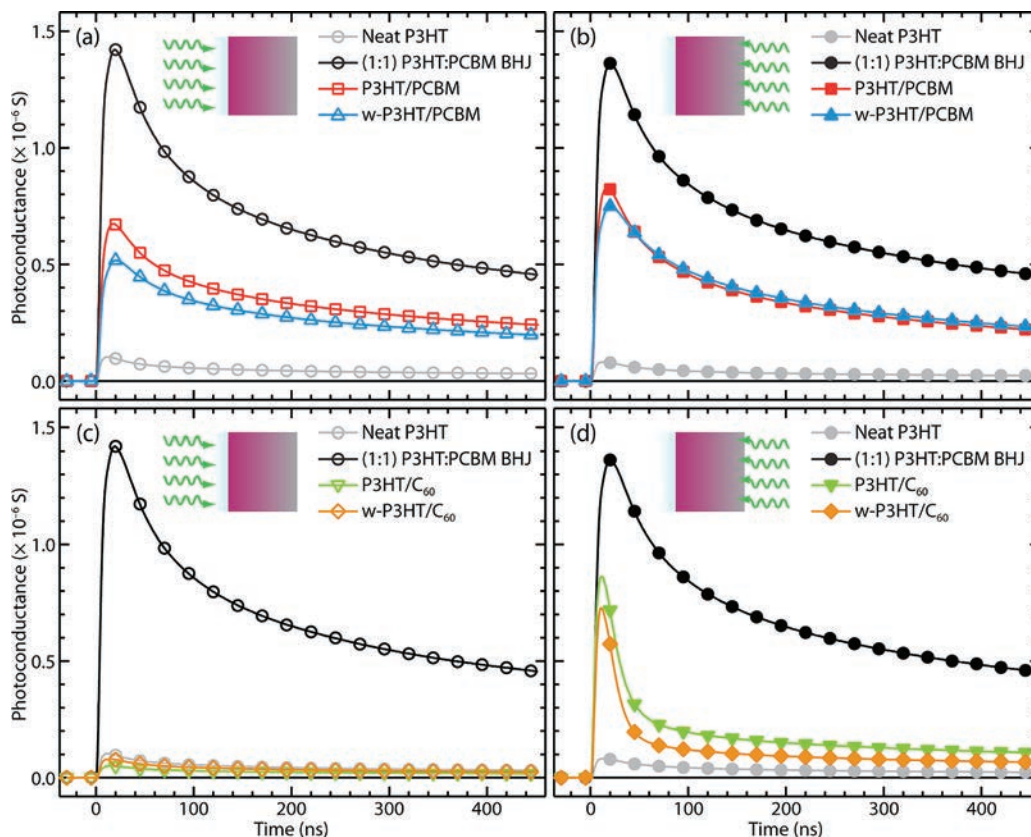 (a)
Neat P3HT
(1:1) P3HT:PCBM BHJ
P3HT/PCBM
w-P3HT/PCBM
1.5
1.0
0.5
0.0
Photoconductance (× 10⁻⁶ S)
(b)
Neat P3HT
(1:1) P3HT:PCBM BHJ
P3HT/PCBM
w-P3HT/PCBM
(c)
Neat P3HT
(1:1) P3HT:PCBM BHJ
P3HT/C₆₀
w-P3HT/C₆₀
1.5
1.0
0.5
0.0
Photoconductance (× 10⁻⁶ S)
0 100 200 300 400
Time (ns)
(d)
Neat P3HT
(1:1) P3HT:PCBM BHJ
P3HT/C₆₀
w-P3HT/C₆₀
0 100 200 300 400
Time (ns)